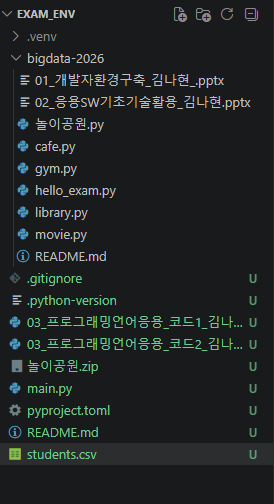 EXAM_ENV
.venv
bigdata-2026
01_개발자환경구축_김나현_.pptx
02_응용SW기초기술활용_김나현.pptx
놀이공원.py
cafe.py
gym.py
hello_exam.py
library.py
movie.py
README.md
.gitignore U
.python-version U
03_프로그래밍언어응용_코드1_김나... U
03_프로그래밍언어응용_코드2_김나... U
놀이공원.zip U
main.py U
pyproject.toml U
README.md U
students.csv U